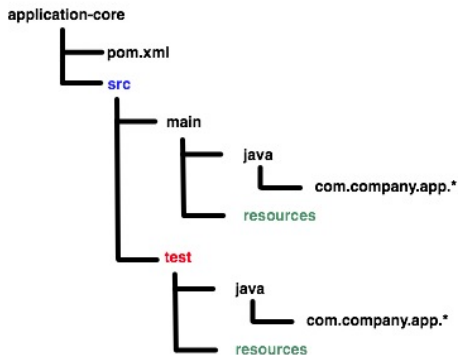 application-core
pom.xml
src
main
java
com.company.app.*
resources
test
java
com.company.app.*
resources